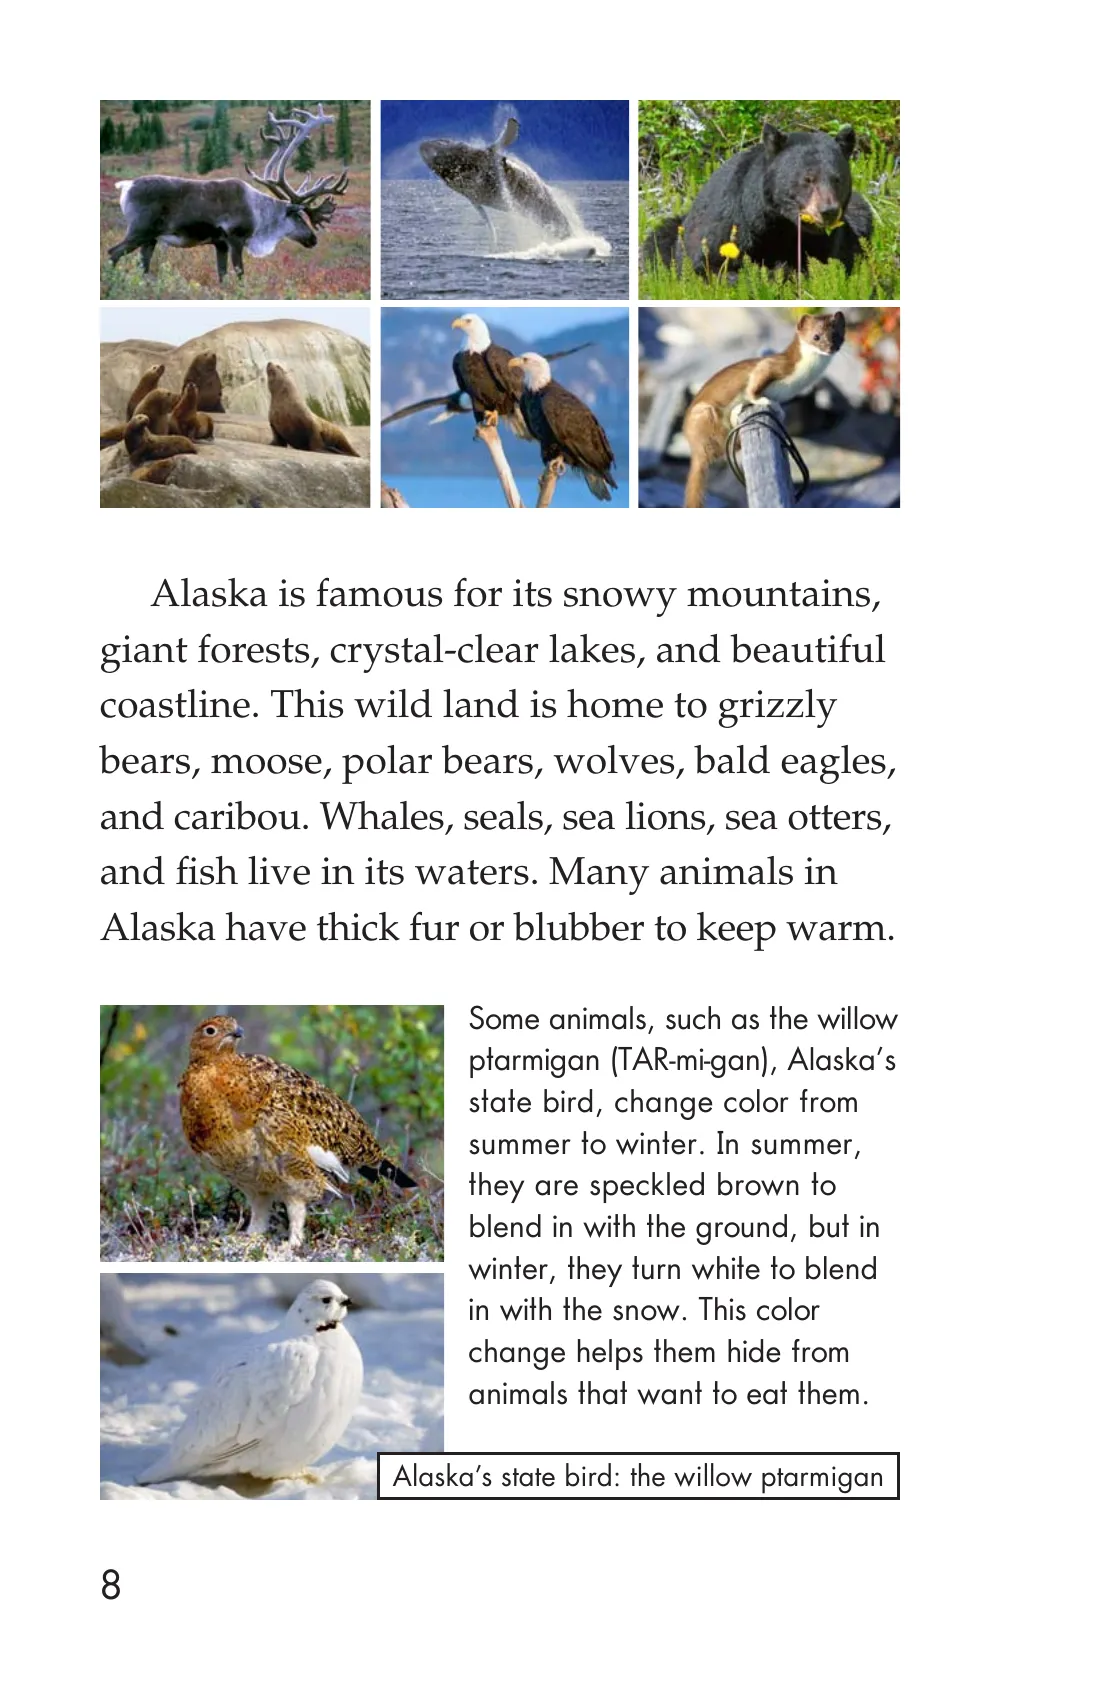 Alaska is famous for its snowy mountains,
giant forests, crystal-clear lakes, and beautiful
coastline. This wild land is home to grizzly
bears, moose, polar bears, wolves, bald eagles,
and caribou. Whales, seals, sea lions, sea otters,
and fish live in its waters. Many animals in
Alaska have thick fur or blubber to keep warm.
Some animals, such as the willow
ptarmigan (TAR-mi-gan), Alaska’s
state bird, change color from
summer to winter. In summer,
they are speckled brown to
blend in with the ground, but in
winter, they turn white to blend
in with the snow. This color
change helps them hide from
animals that want to eat them.
Alaska’s state bird: the willow ptarmigan
8